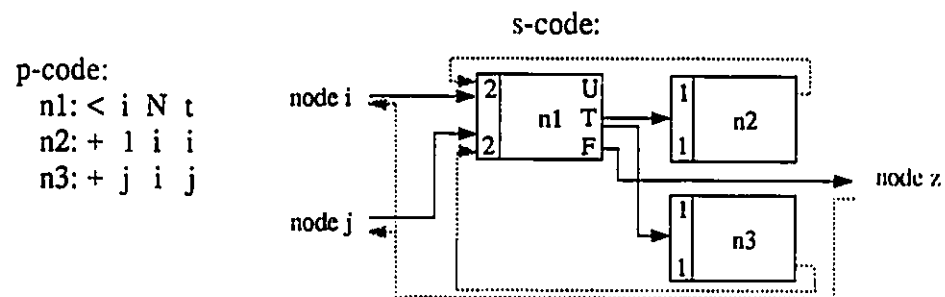 s-code:
p-code:
n1: < i N t
n2: + 1 i i
n3: + j i j
node i
node j
2
2
n1
U
T
F
1
1
n2
node z
1
1
n3